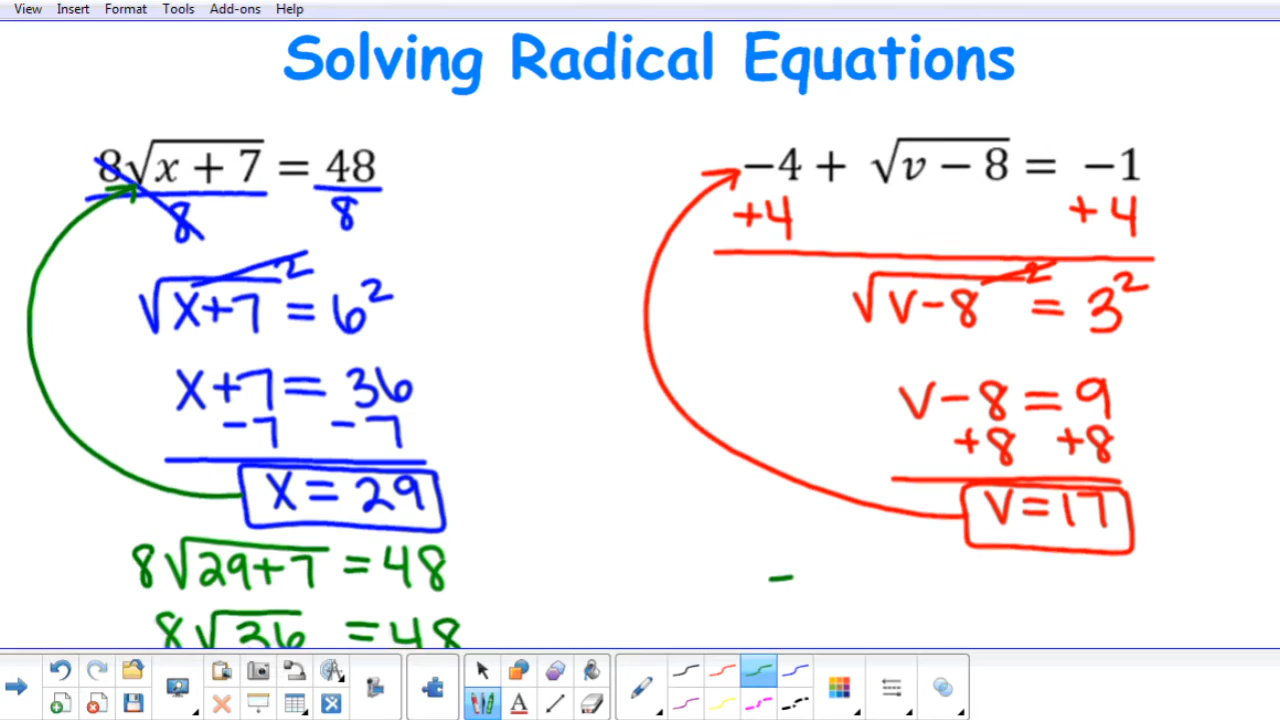 View Insert Format Tools Add-ons Help
Solving Radical Equations
8√(x + 7) = 48
8 8
√(x+7)² = 6²
x+7 = 36
-7 -7
x = 29
8√(29+7) = 48
8√36 = 48
−4 + √(v − 8) = −1
+4 +4
√(v-8)² = 3²
v-8 = 9
+8 +8
v = 17
-
A